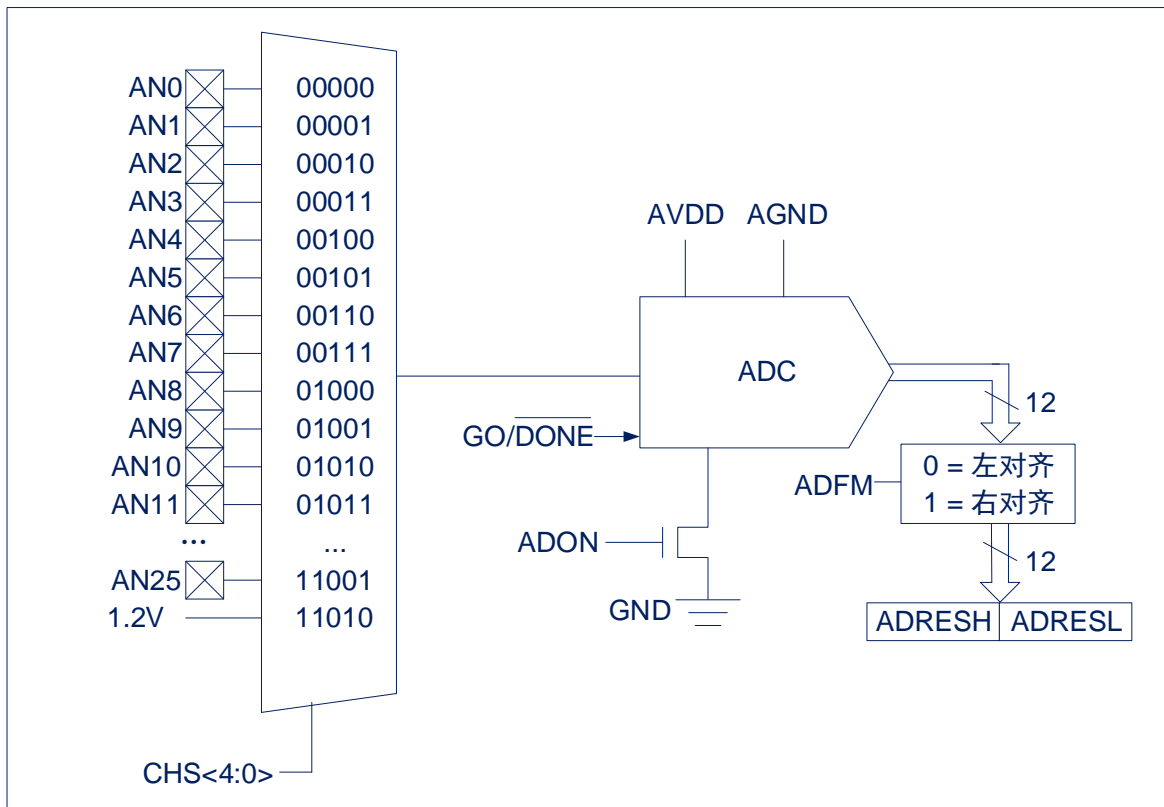 AN0 00000
AN1 00001
AN2 00010
AN3 00011
AN4 00100
AN5 00101
AN6 00110
AN7 00111
AN8 01000
AN9 01001
AN10 01010
AN11 01011
... ...
AN25 11001
1.2V 11010
CHS<4:0>
AVDD AGND
ADC
GO/DONE
ADON
GND
12
ADFM
0 = 左对齐
1 = 右对齐
12
ADRESH ADRESL